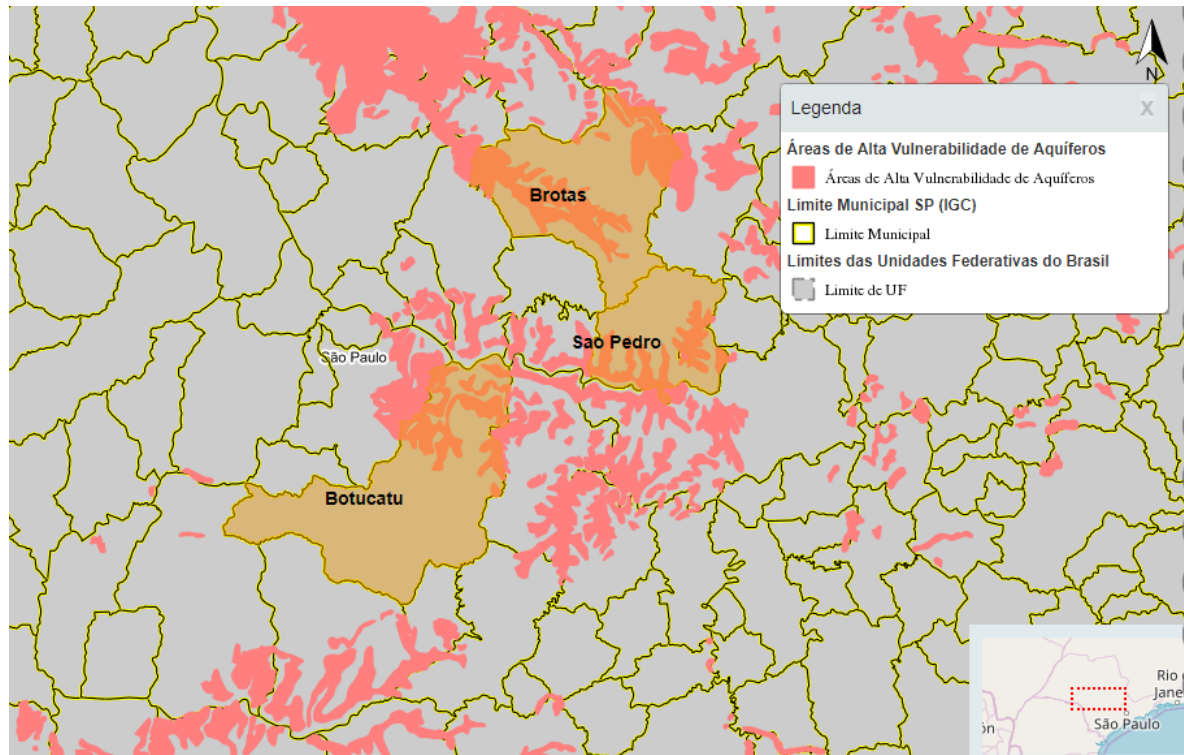 N
Legenda
X
Áreas de Alta Vulnerabilidade de Aquíferos
Áreas de Alta Vulnerabilidade de Aquíferos
Limite Municipal SP (IGC)
Limite Municipal
Limites das Unidades Federativas do Brasil
Limite de UF
Brotas
Sao Pedro
São Paulo
Botucatu
Rio
Jane
São Paulo
ón